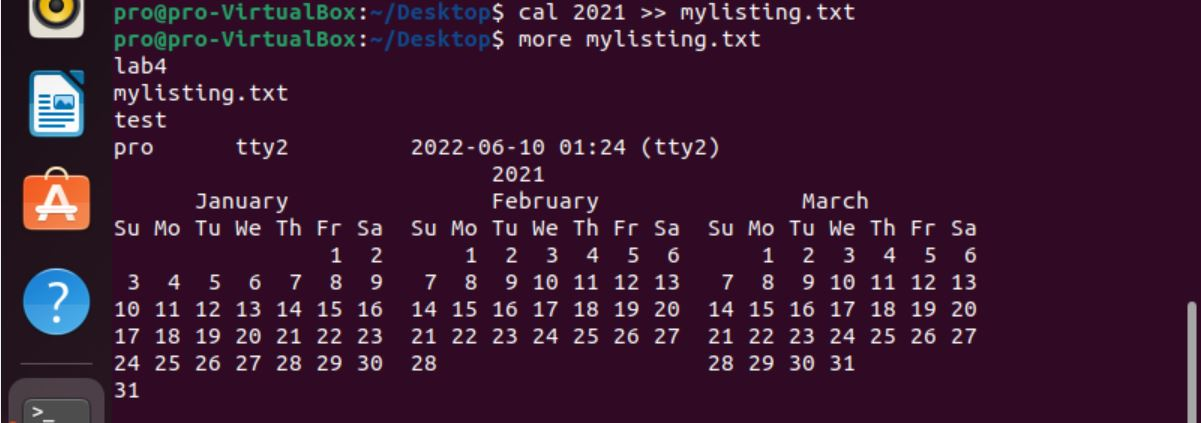 pro@pro-VirtualBox:~/Desktop$ cal 2021 >> mylisting.txt
pro@pro-VirtualBox:~/Desktop$ more mylisting.txt
lab4
mylisting.txt
test
pro      tty2         2022-06-10 01:24 (tty2)
                            2021
      January               February               March
Su Mo Tu We Th Fr Sa  Su Mo Tu We Th Fr Sa  Su Mo Tu We Th Fr Sa
                1  2      1  2  3  4  5  6      1  2  3  4  5  6
 3  4  5  6  7  8  9   7  8  9 10 11 12 13   7  8  9 10 11 12 13
10 11 12 13 14 15 16  14 15 16 17 18 19 20  14 15 16 17 18 19 20
17 18 19 20 21 22 23  21 22 23 24 25 26 27  21 22 23 24 25 26 27
24 25 26 27 28 29 30  28                    28 29 30 31
31
>_